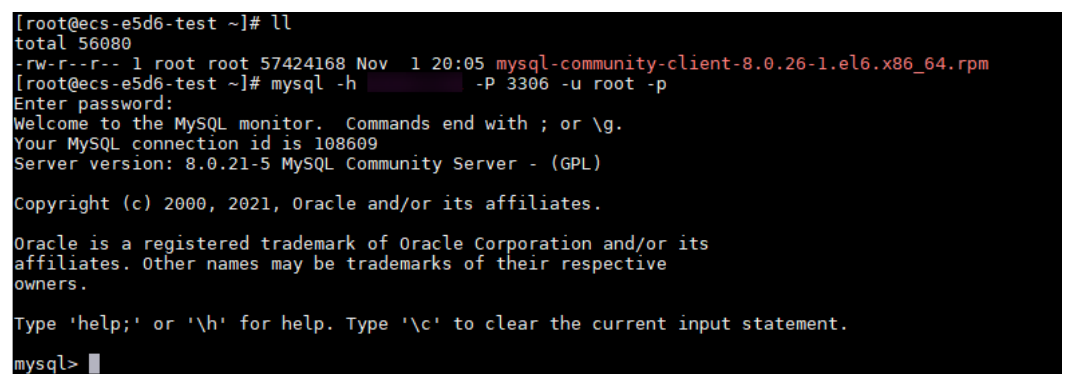 [root@ecs-e5d6-test ~]# ll
total 56080
-rw-r--r-- 1 root root 57424168 Nov  1 20:05 mysql-community-client-8.0.26-1.el6.x86_64.rpm
[root@ecs-e5d6-test ~]# mysql -h -P 3306 -u root -p
Enter password:
Welcome to the MySQL monitor.  Commands end with ; or \g.
Your MySQL connection id is 108609
Server version: 8.0.21-5 MySQL Community Server - (GPL)
Copyright (c) 2000, 2021, Oracle and/or its affiliates.
Oracle is a registered trademark of Oracle Corporation and/or its
affiliates. Other names may be trademarks of their respective
owners.
Type 'help;' or '\h' for help. Type '\c' to clear the current input statement.
mysql>